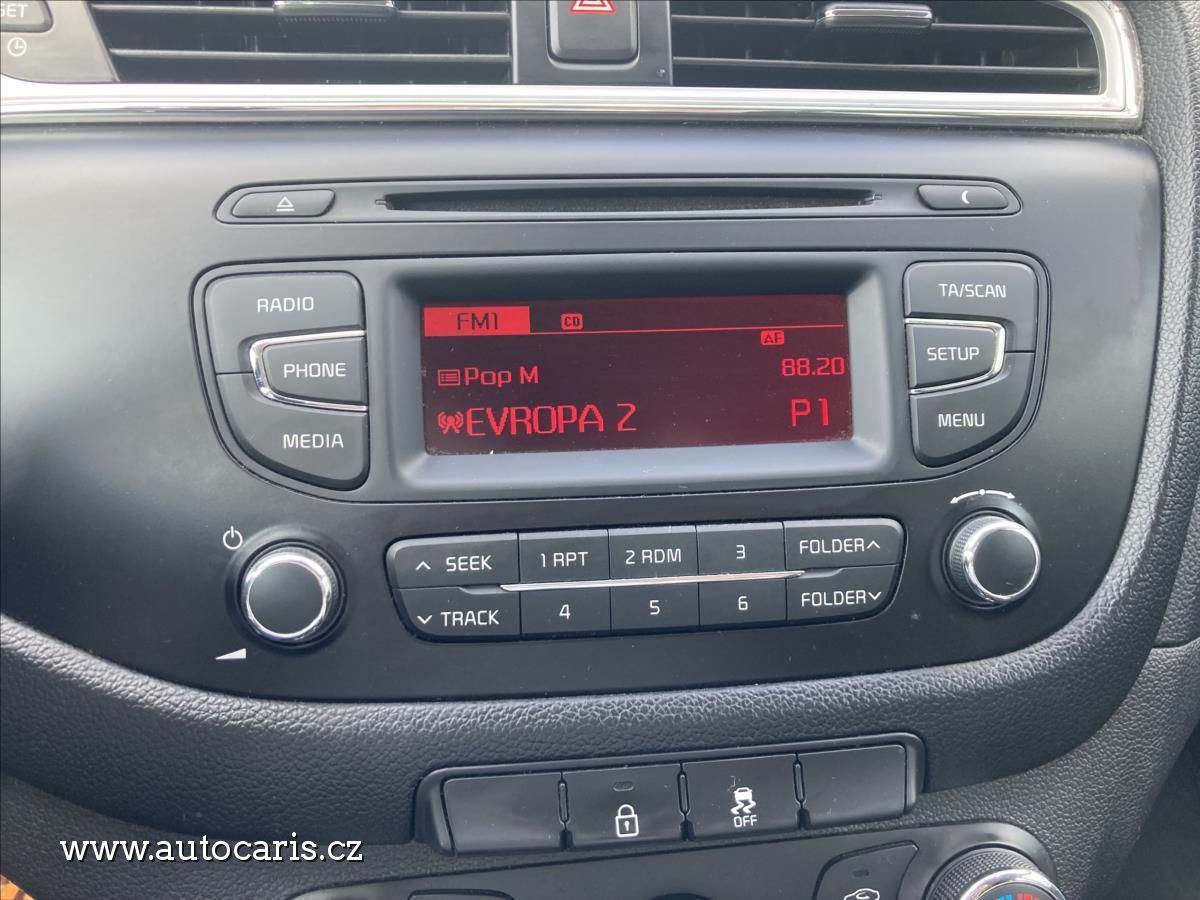 SET
RADIO
PHONE
MEDIA
FM1
CD
AF
Pop M
88.20
EVROPA 2
P1
TA/SCAN
SETUP
MENU
SEEK
TRACK
1 RPT
2 RDM
3
4
5
6
FOLDER
FOLDER
OFF
www.autocaris.cz